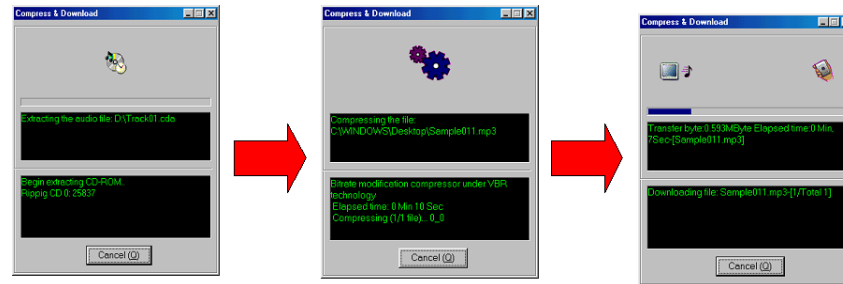 Compress & Download
Extracting the audio file: D:\Track01.cda
Begin extracting CD-ROM..
Rippig CD 0: 25837
Cancel (Q)
Compress & Download
Compressing the file:
C:\WINDOWS\Desktop\Sample011.mp3
Bitrate modification compressor under VBR
technology
Elapsed time: 0 Min 10 Sec
Compressing (1/1 file)... 0_0
Cancel (Q)
Compress & Download
Transfer byte:0.593MByte Elapsed time:0 Min.
7Sec-[Sample011.mp3]
Downloading file: Sample011.mp3-[1/Total 1]
Cancel (Q)